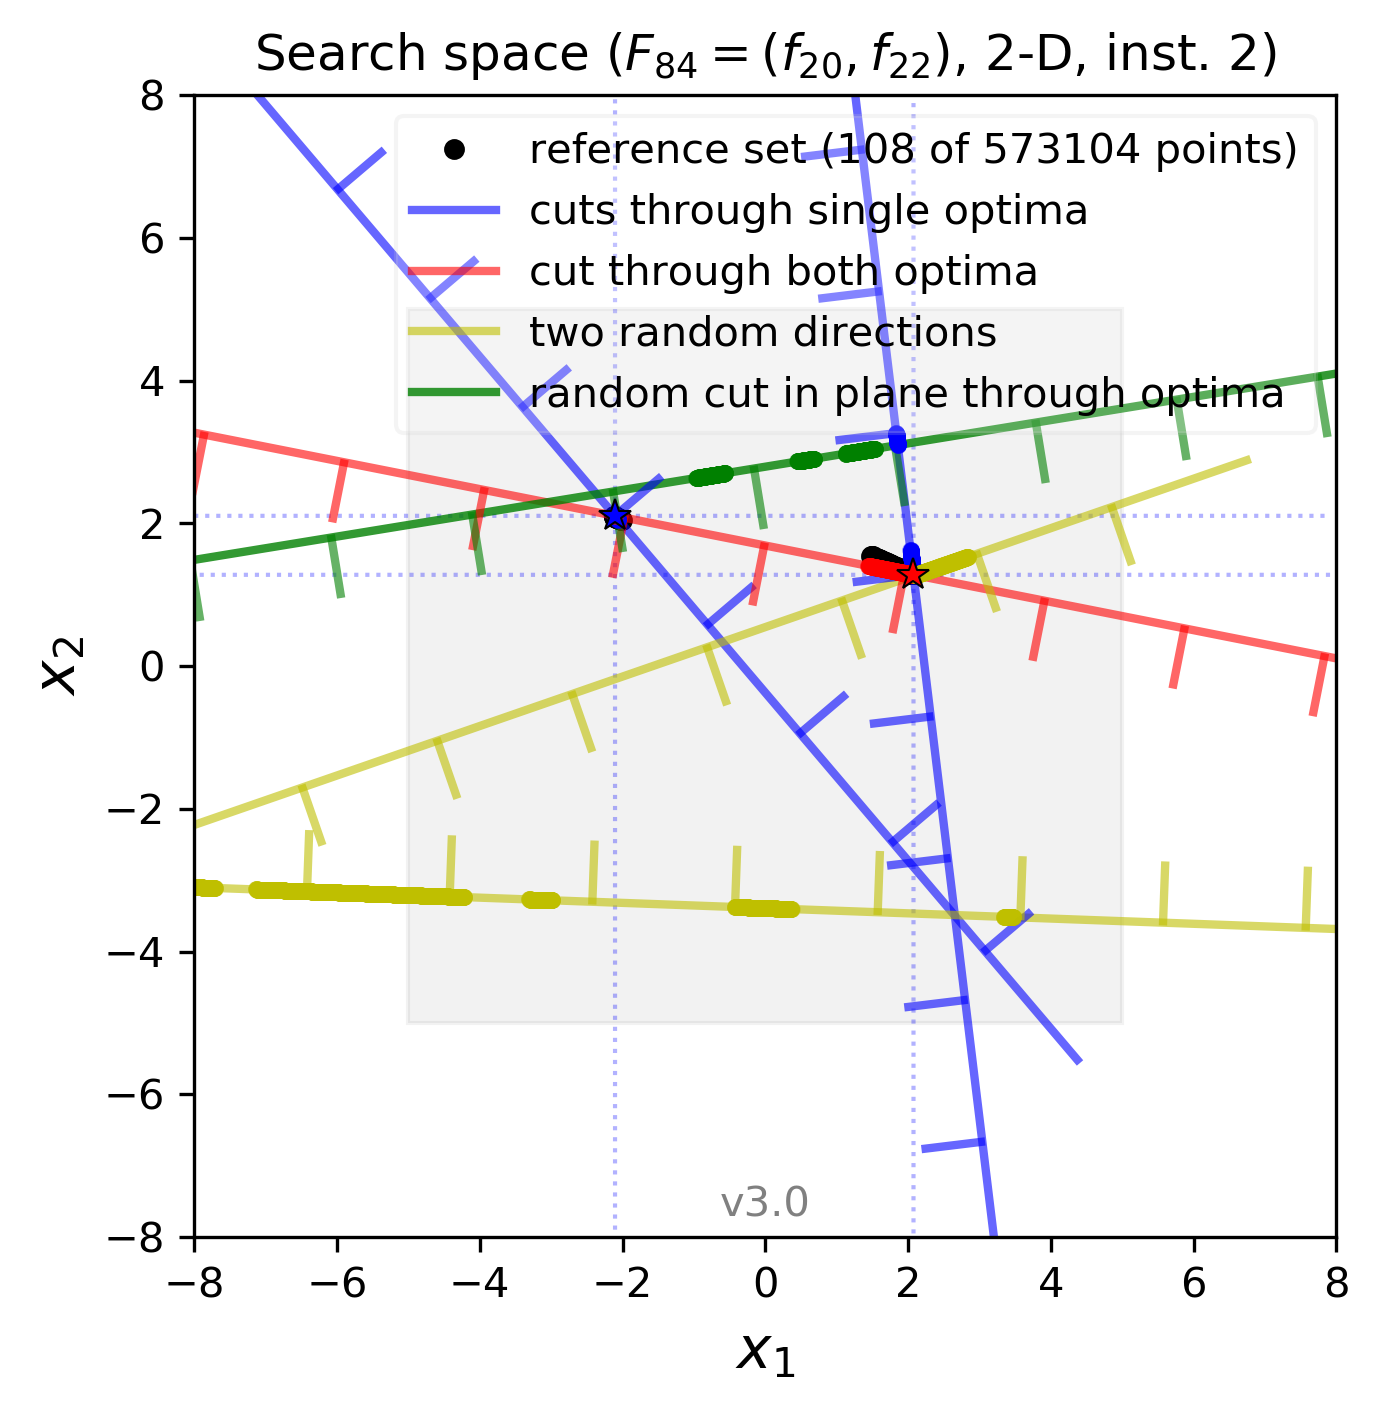 Search space (F₈₄ = (f₂₀, f₂₂), 2-D, inst. 2)
reference set (108 of 573104 points)
cuts through single optima
cut through both optima
two random directions
random cut in plane through optima
8
6
4
2
0
−2
−4
−6
−8
x₂
v3.0
−8 −6 −4 −2 0 2 4 6 8
x₁